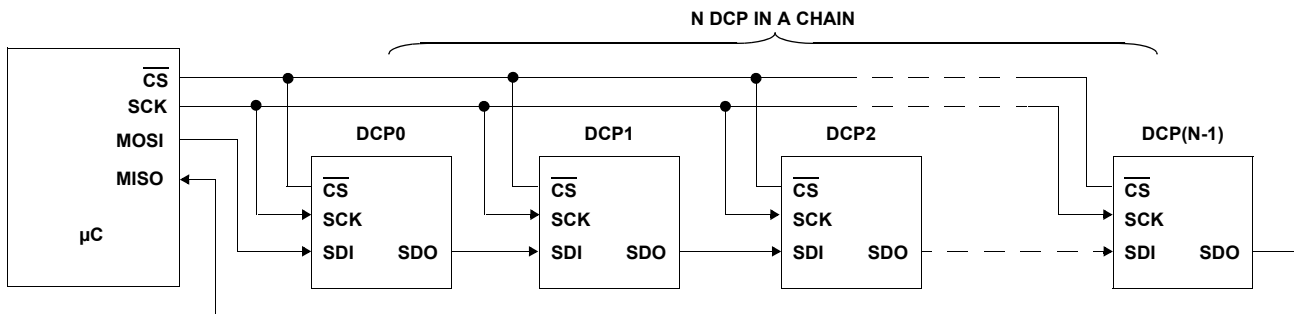 N DCP IN A CHAIN
CS
SCK
MOSI
MISO
µC
DCP0
CS
SCK
SDI SDO
DCP1
CS
SCK
SDI SDO
DCP2
CS
SCK
SDI SDO
DCP(N-1)
CS
SCK
SDI SDO